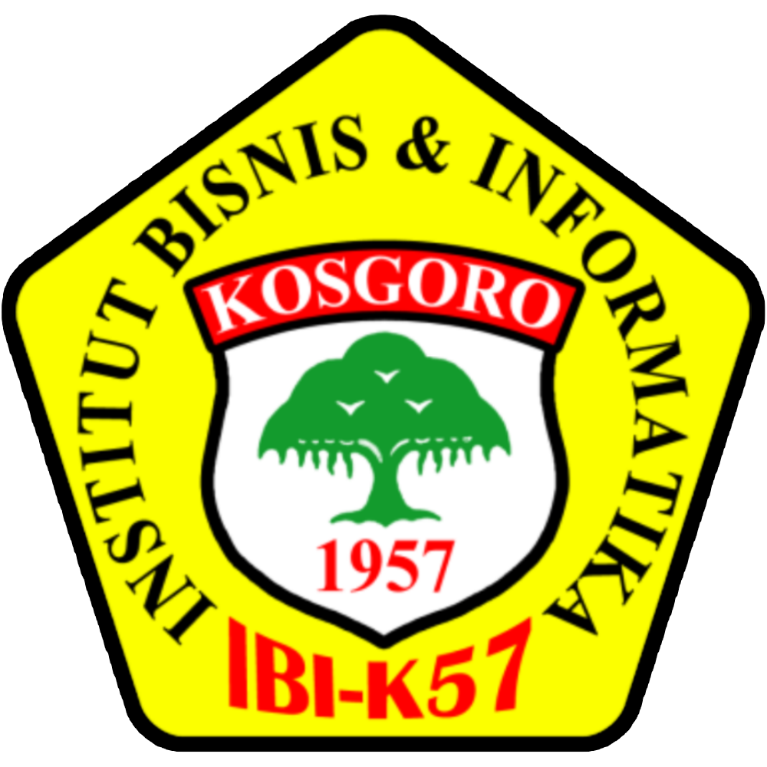 INSTITUT BISNIS & INFORMATIKA
KOSGORO
1957
IBI-K57